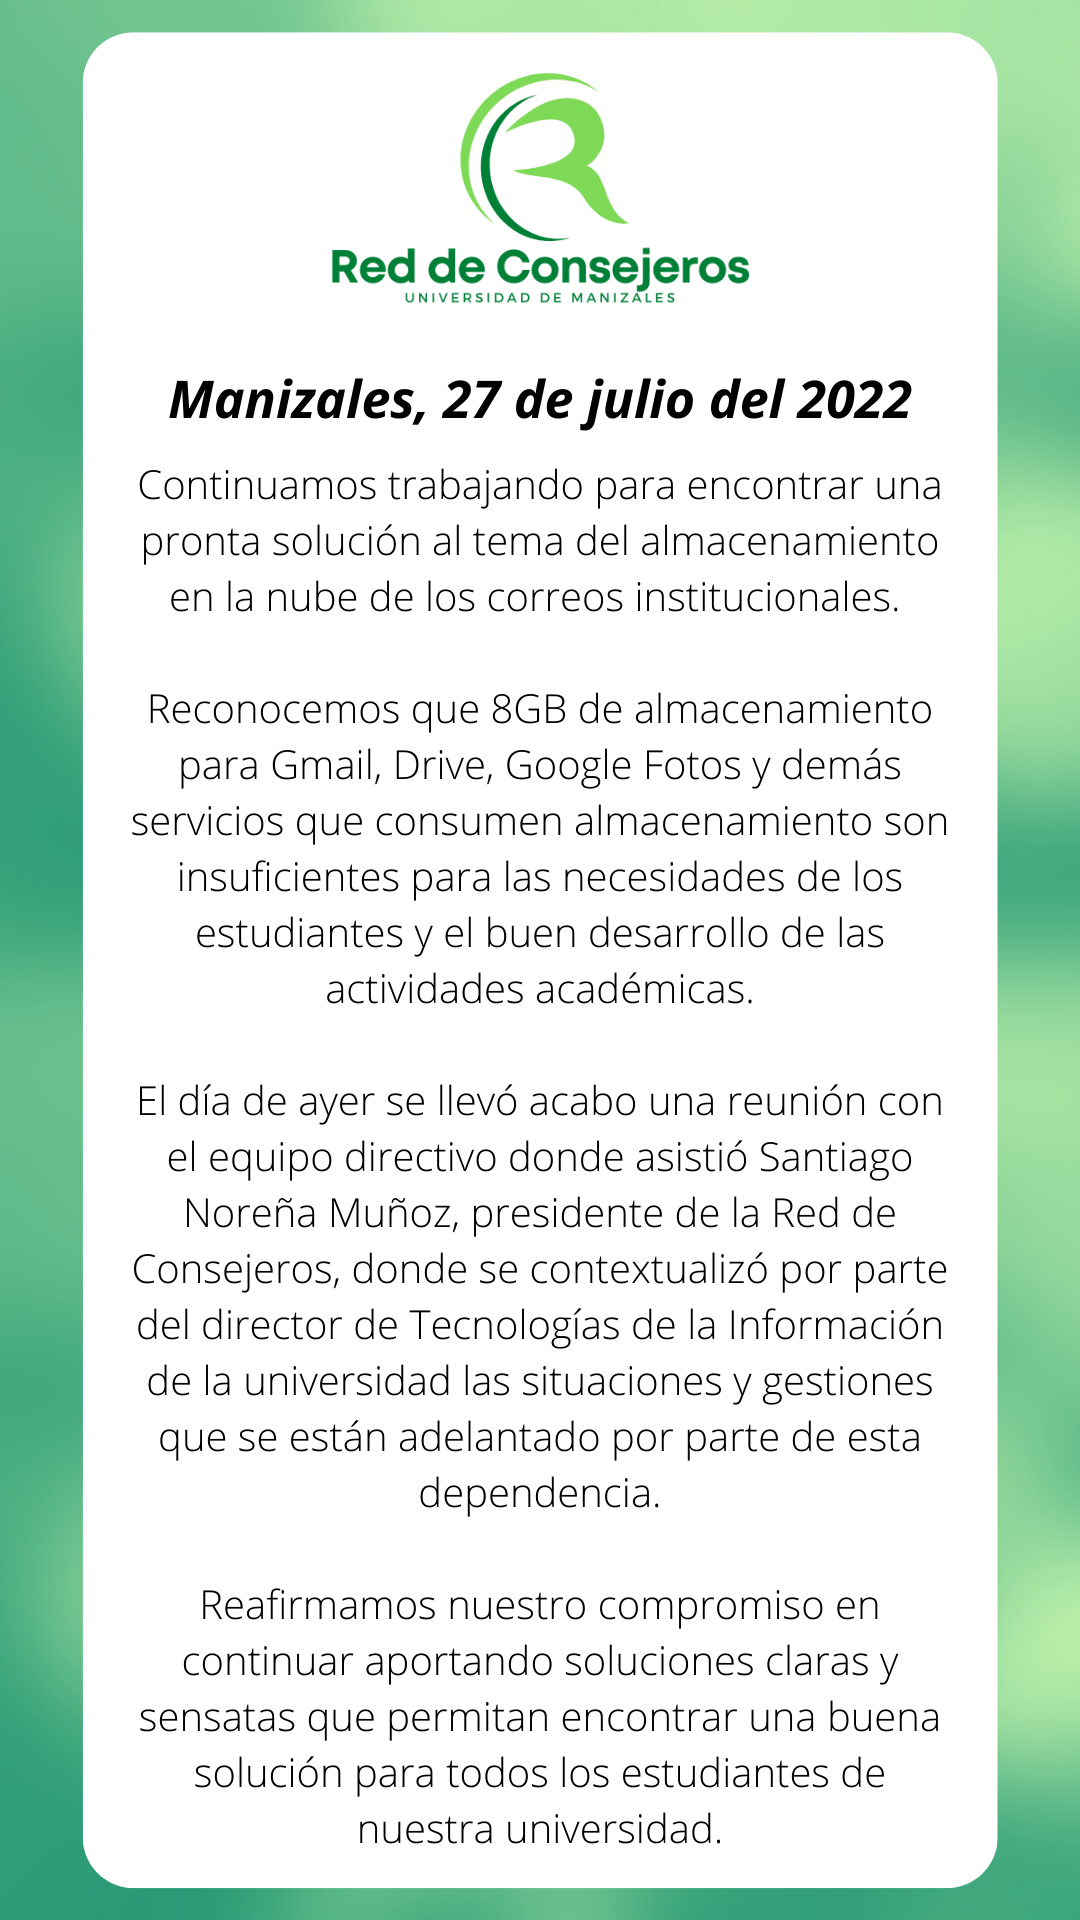 Red de Consejeros
UNIVERSIDAD DE MANIZALES
Manizales, 27 de julio del 2022
Continuamos trabajando para encontrar una
pronta solución al tema del almacenamiento
en la nube de los correos institucionales.
Reconocemos que 8GB de almacenamiento
para Gmail, Drive, Google Fotos y demás
servicios que consumen almacenamiento son
insuficientes para las necesidades de los
estudiantes y el buen desarrollo de las
actividades académicas.
El día de ayer se llevó acabo una reunión con
el equipo directivo donde asistió Santiago
Noreña Muñoz, presidente de la Red de
Consejeros, donde se contextualizó por parte
del director de Tecnologías de la Información
de la universidad las situaciones y gestiones
que se están adelantado por parte de esta
dependencia.
Reafirmamos nuestro compromiso en
continuar aportando soluciones claras y
sensatas que permitan encontrar una buena
solución para todos los estudiantes de
nuestra universidad.